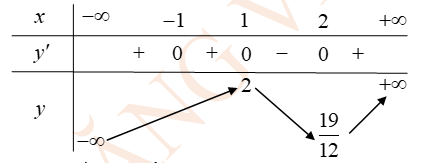 x −∞ −1 1 2 +∞
y' + 0 + 0 − 0 +
2 +∞
y
−∞ 19/12